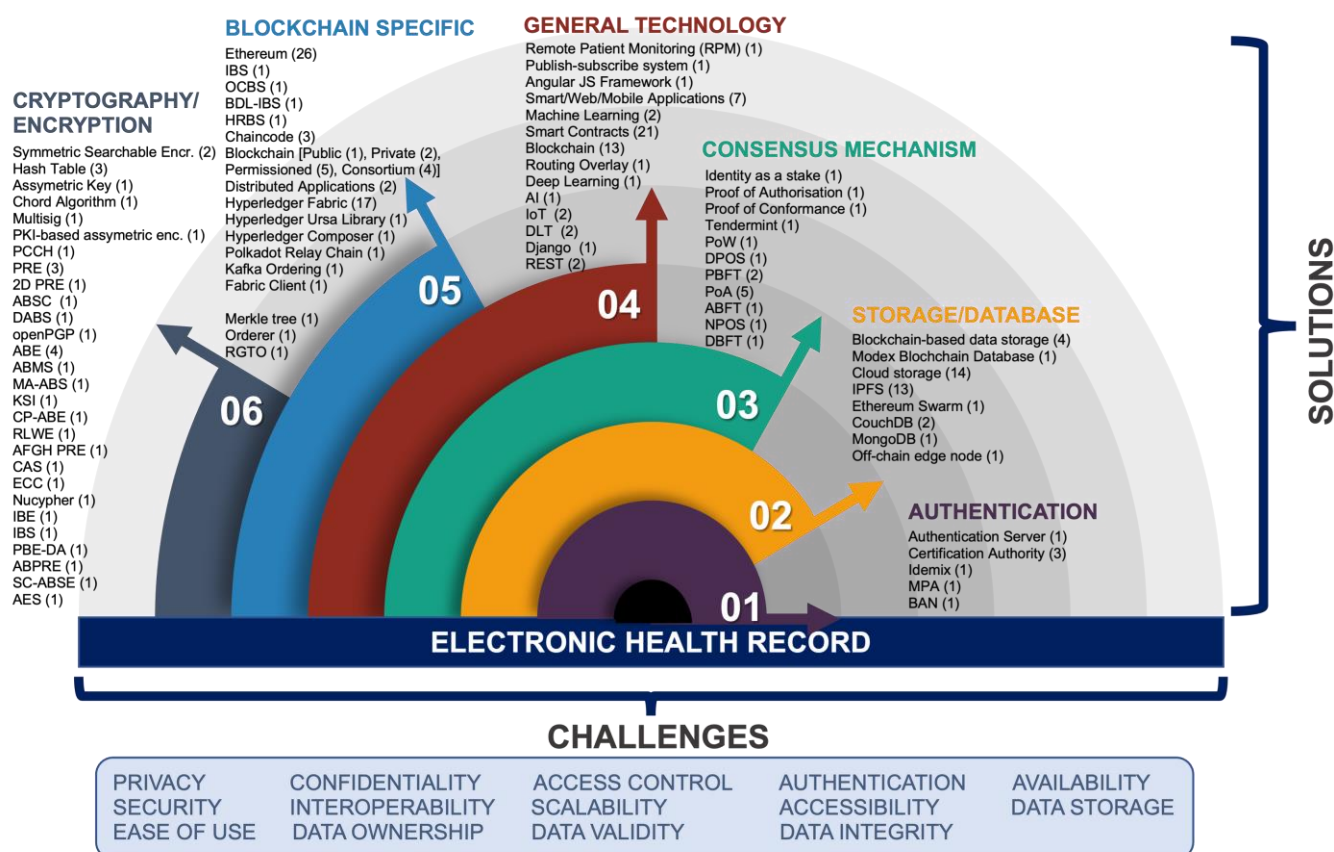 BLOCKCHAIN SPECIFIC
Ethereum (26)
IBS (1)
OCBS (1)
BDL-IBS (1)
HRBS (1)
Chaincode (3)
Blockchain [Public (1), Private (2),
Permissioned (5), Consortium (4)]
Distributed Applications (2)
Hyperledger Fabric (17)
Hyperledger Ursa Library (1)
Hyperledger Composer (1)
Polkadot Relay Chain (1)
Kafka Ordering (1)
Fabric Client (1)
Merkle tree (1)
Orderer (1)
RGTO (1)
GENERAL TECHNOLOGY
Remote Patient Monitoring (RPM) (1)
Publish-subscribe system (1)
Angular JS Framework (1)
Smart/Web/Mobile Applications (7)
Machine Learning (2)
Smart Contracts (21)
Blockchain (13)
Routing Overlay (1)
Deep Learning (1)
AI (1)
IoT (2)
DLT (2)
Django (1)
REST (2)
CRYPTOGRAPHY/
ENCRYPTION
Symmetric Searchable Encr. (2)
Hash Table (3)
Assymetric Key (1)
Chord Algorithm (1)
Multisig (1)
PKI-based assymetric enc. (1)
PCCH (1)
PRE (3)
2D PRE (1)
ABSC (1)
DABS (1)
openPGP (1)
ABE (4)
ABMS (1)
MA-ABS (1)
KSI (1)
CP-ABE (1)
RLWE (1)
AFGH PRE (1)
CAS (1)
ECC (1)
Nucypher (1)
IBE (1)
IBS (1)
PBE-DA (1)
ABPRE (1)
SC-ABSE (1)
AES (1)
CONSENSUS MECHANISM
Identity as a stake (1)
Proof of Authorisation (1)
Proof of Conformance (1)
Tendermint (1)
PoW (1)
DPOS (1)
PBFT (2)
PoA (5)
ABFT (1)
NPOS (1)
DBFT (1)
STORAGE/DATABASE
Blockchain-based data storage (4)
Modex Blochchain Database (1)
Cloud storage (14)
IPFS (13)
Ethereum Swarm (1)
CouchDB (2)
MongoDB (1)
Off-chain edge node (1)
AUTHENTICATION
Authentication Server (1)
Certification Authority (3)
Idemix (1)
MPA (1)
BAN (1)
06
05
04
03
02
01
SOLUTIONS
ELECTRONIC HEALTH RECORD
CHALLENGES
PRIVACY CONFIDENTIALITY ACCESS CONTROL AUTHENTICATION AVAILABILITY
SECURITY INTEROPERABILITY SCALABILITY ACCESSIBILITY DATA STORAGE
EASE OF USE DATA OWNERSHIP DATA VALIDITY DATA INTEGRITY